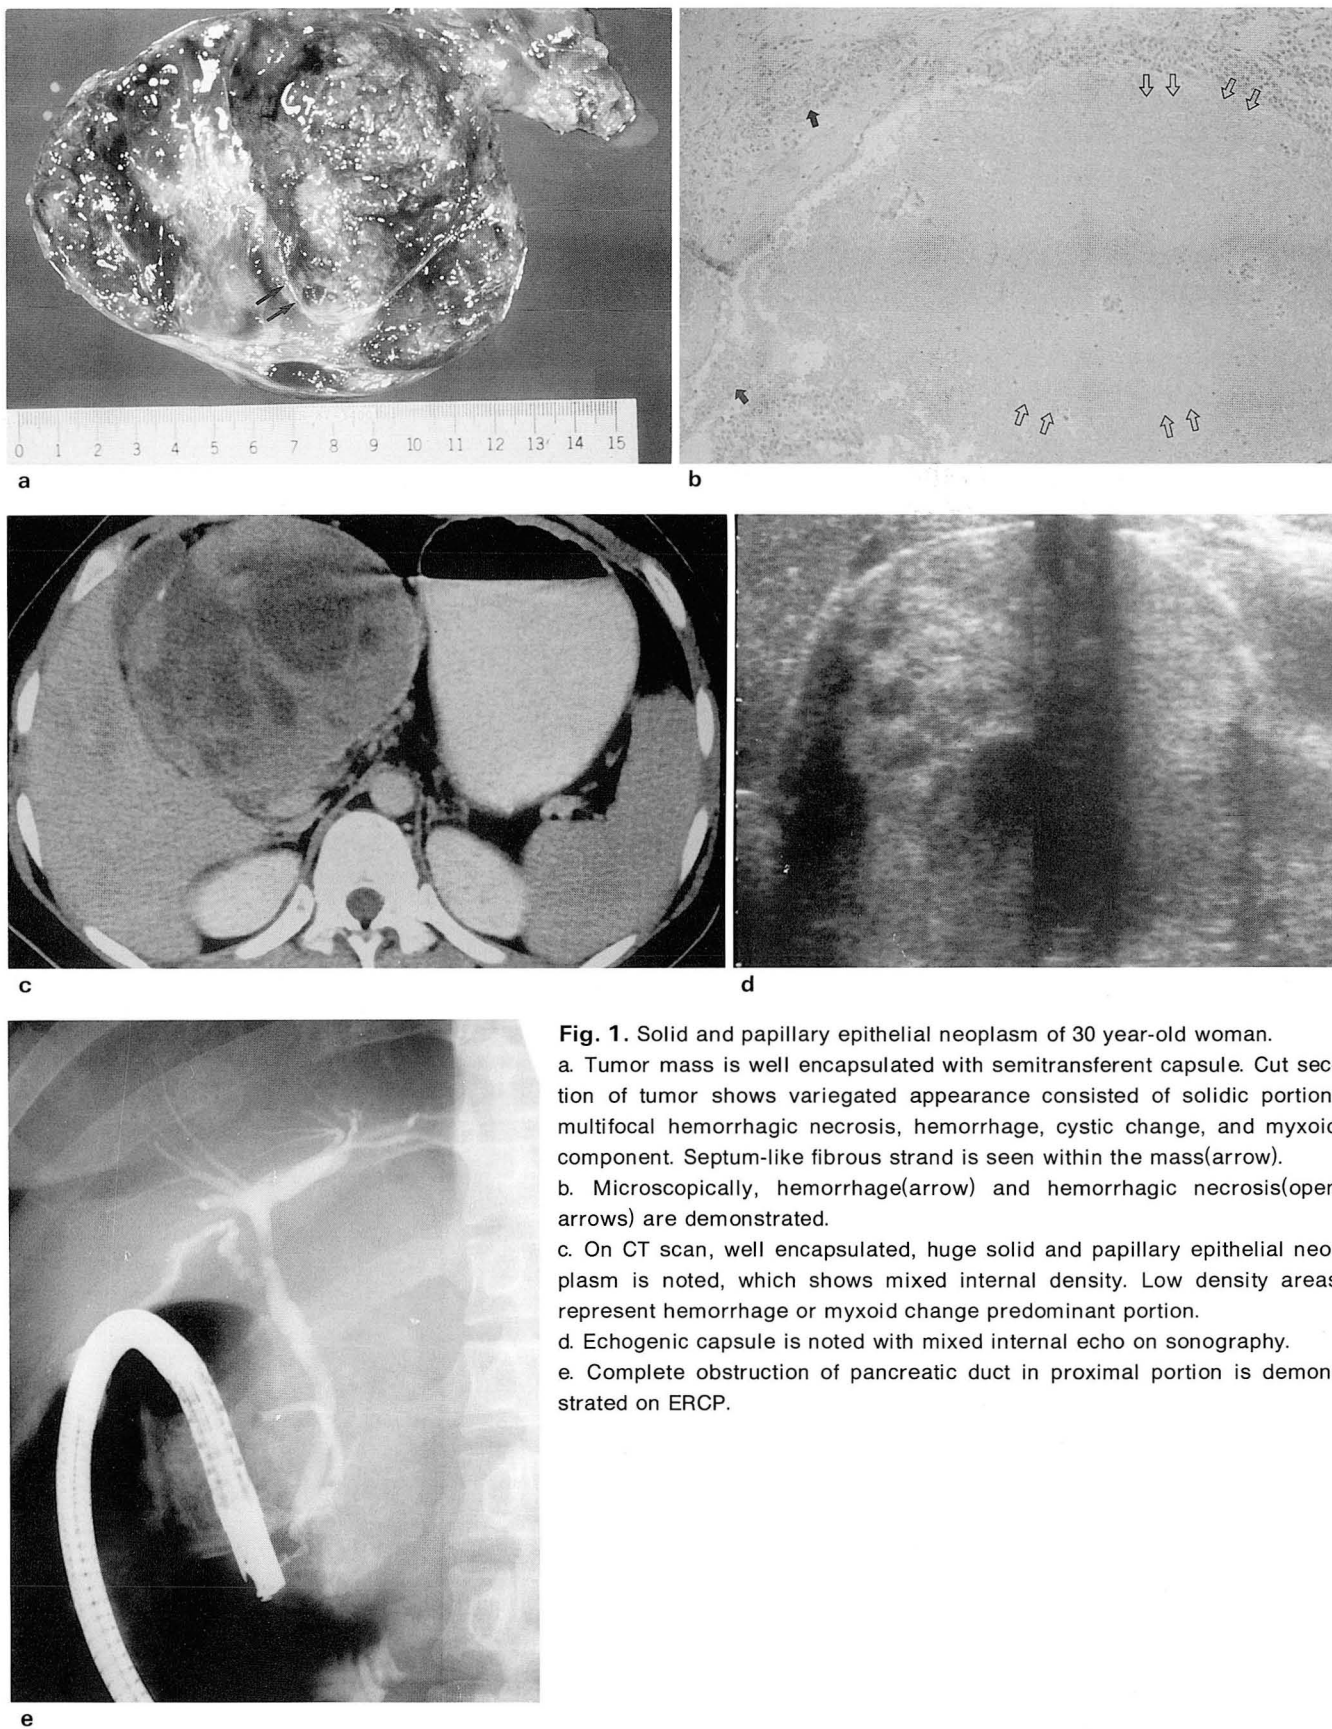 0 1 2 3 4 5 6 7 8 9 10 11 12 13 14 15
a
b
c
d
e
Fig. 1. Solid and papillary epithelial neoplasm of 30 year-old woman.
a. Tumor mass is well encapsulated with semitransferent capsule. Cut sec-
tion of tumor shows variegated appearance consisted of solidic portion
multifocal hemorrhagic necrosis, hemorrhage, cystic change, and myxoid
component. Septum-like fibrous strand is seen within the mass(arrow).
b. Microscopically, hemorrhage(arrow) and hemorrhagic necrosis(open
arrows) are demonstrated.
c. On CT scan, well encapsulated, huge solid and papillary epithelial neo-
plasm is noted, which shows mixed internal density. Low density areas
represent hemorrhage or myxoid change predominant portion.
d. Echogenic capsule is noted with mixed internal echo on sonography.
e. Complete obstruction of pancreatic duct in proximal portion is demon-
strated on ERCP.